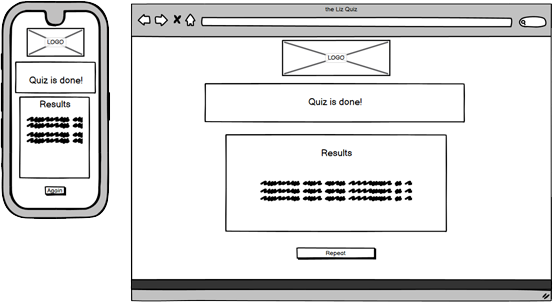 LOGO
Quiz is done!
Results
Again
the Liz Quiz
LOGO
Quiz is done!
Results
Repeat